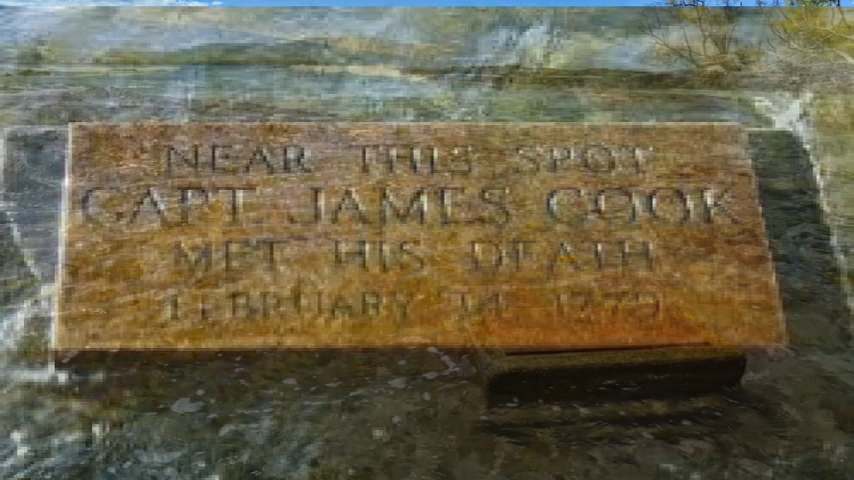 NEAR THIS SPOT
CAPT. JAMES COOK
MET HIS DEATH
FEBRUARY 14, 1779